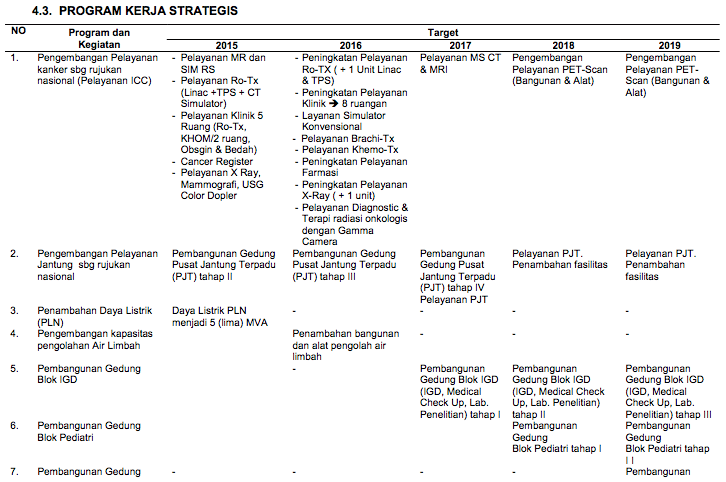 4.3. PROGRAM KERJA STRATEGIS
NO
Program dan
Kegiatan
Target
2015
2016
2017
2018
2019
1.
Pengembangan Pelayanan
kanker sbg rujukan
nasional (Pelayanan ICC)
- Pelayanan MR dan
SIM RS
- Pelayanan Ro-Tx
(Linac +TPS + CT
Simulator)
- Pelayanan Klinik 5
Ruang (Ro-Tx,
KHOM/2 ruang,
Obsgin & Bedah)
- Cancer Register
- Pelayanan X Ray,
Mammografi, USG
Color Dopler
- Peningkatan Pelayanan
Ro-TX ( + 1 Unit Linac
& TPS)
- Peningkatan Pelayanan
Klinik ➔ 8 ruangan
- Layanan Simulator
Konvensional
- Pelayanan Brachi-Tx
- Pelayanan Khemo-Tx
- Peningkatan Pelayanan
Farmasi
- Peningkatan Pelayanan
X-Ray ( + 1 unit)
- Pelayanan Diagnostic &
Terapi radiasi onkologis
dengan Gamma
Camera
Pelayanan MS CT
& MRI
Pengembangan
Pelayanan PET-Scan
(Bangunan & Alat)
Pengembangan
Pelayanan PET-
Scan (Bangunan &
Alat)
2.
Pengembangan Pelayanan
Jantung sbg rujukan
nasional
Pembangunan Gedung
Pusat Jantung Terpadu
(PJT) tahap II
Pembangunan Gedung
Pusat Jantung Terpadu
(PJT) tahap III
Pembangunan
Gedung Pusat
Jantung Terpadu
(PJT) tahap IV
Pelayanan PJT
Pelayanan PJT.
Penambahan fasilitas
Pelayanan PJT.
Penambahan
fasilitas
3.
Penambahan Daya Listrik
(PLN)
Daya Listrik PLN
menjadi 5 (lima) MVA
-
-
-
-
4.
Pengembangan kapasitas
pengolahan Air Limbah
Penambahan bangunan
dan alat pengolah air
limbah
-
-
-
5.
Pembangunan Gedung
Blok IGD
-
Pembangunan
Gedung Blok IGD
(IGD, Medical
Check Up, Lab.
Penelitian) tahap I
Pembangunan
Gedung Blok IGD
(IGD, Medical
Check Up, Lab.
Penelitian)
tahap II
Pembangunan
Gedung Blok IGD
(IGD, Medical
Check Up, Lab.
Penelitian) tahap III
6.
Pembangunan Gedung
Blok Pediatri
Pembangunan
Gedung
Blok Pediatri tahap I
Pembangunan
Gedung
Blok Pediatri tahap
I I
7.
Pembangunan Gedung
-
-
-
-
Pembangunan